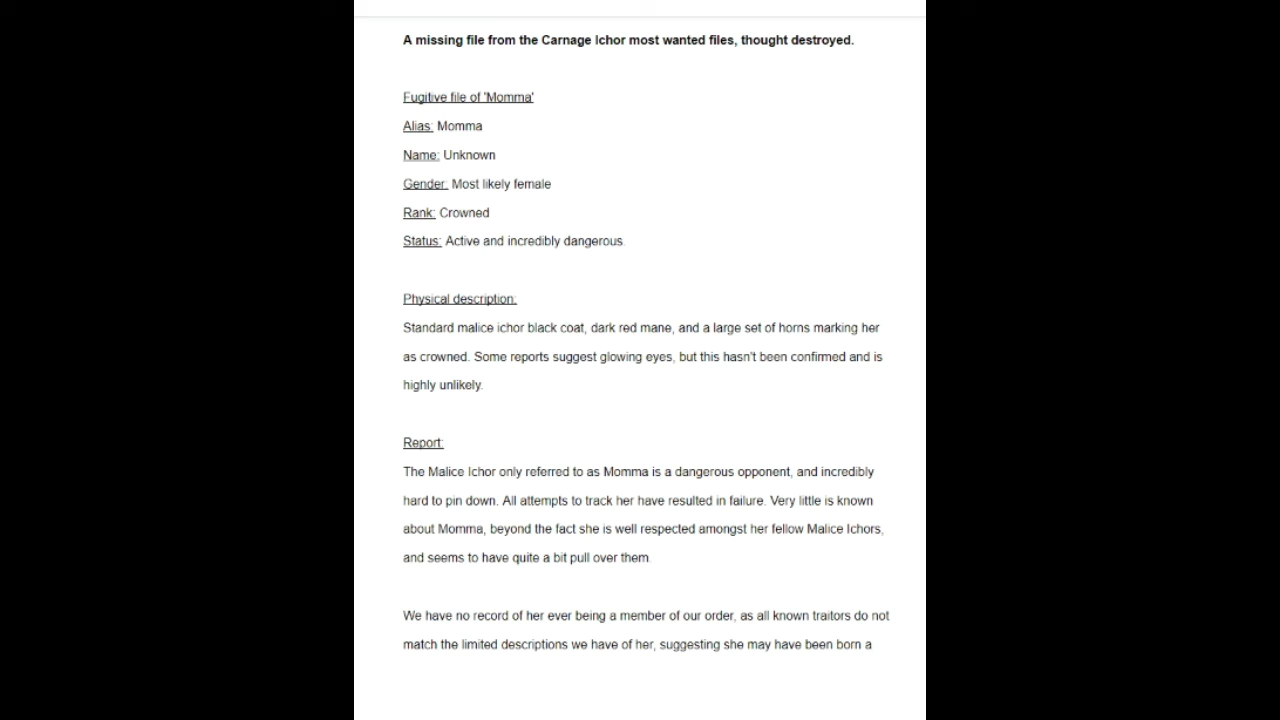 A missing file from the Carnage Ichor most wanted files, thought destroyed.
Fugitive file of 'Momma'
Alias: Momma
Name: Unknown
Gender: Most likely female
Rank: Crowned
Status: Active and incredibly dangerous.
Physical description:
Standard malice ichor black coat, dark red mane, and a large set of horns marking her
as crowned. Some reports suggest glowing eyes, but this hasn't been confirmed and is
highly unlikely.
Report:
The Malice Ichor only referred to as Momma is a dangerous opponent, and incredibly
hard to pin down. All attempts to track her have resulted in failure. Very little is known
about Momma, beyond the fact she is well respected amongst her fellow Malice Ichors,
and seems to have quite a bit pull over them.
We have no record of her ever being a member of our order, as all known traitors do not
match the limited descriptions we have of her, suggesting she may have been born a